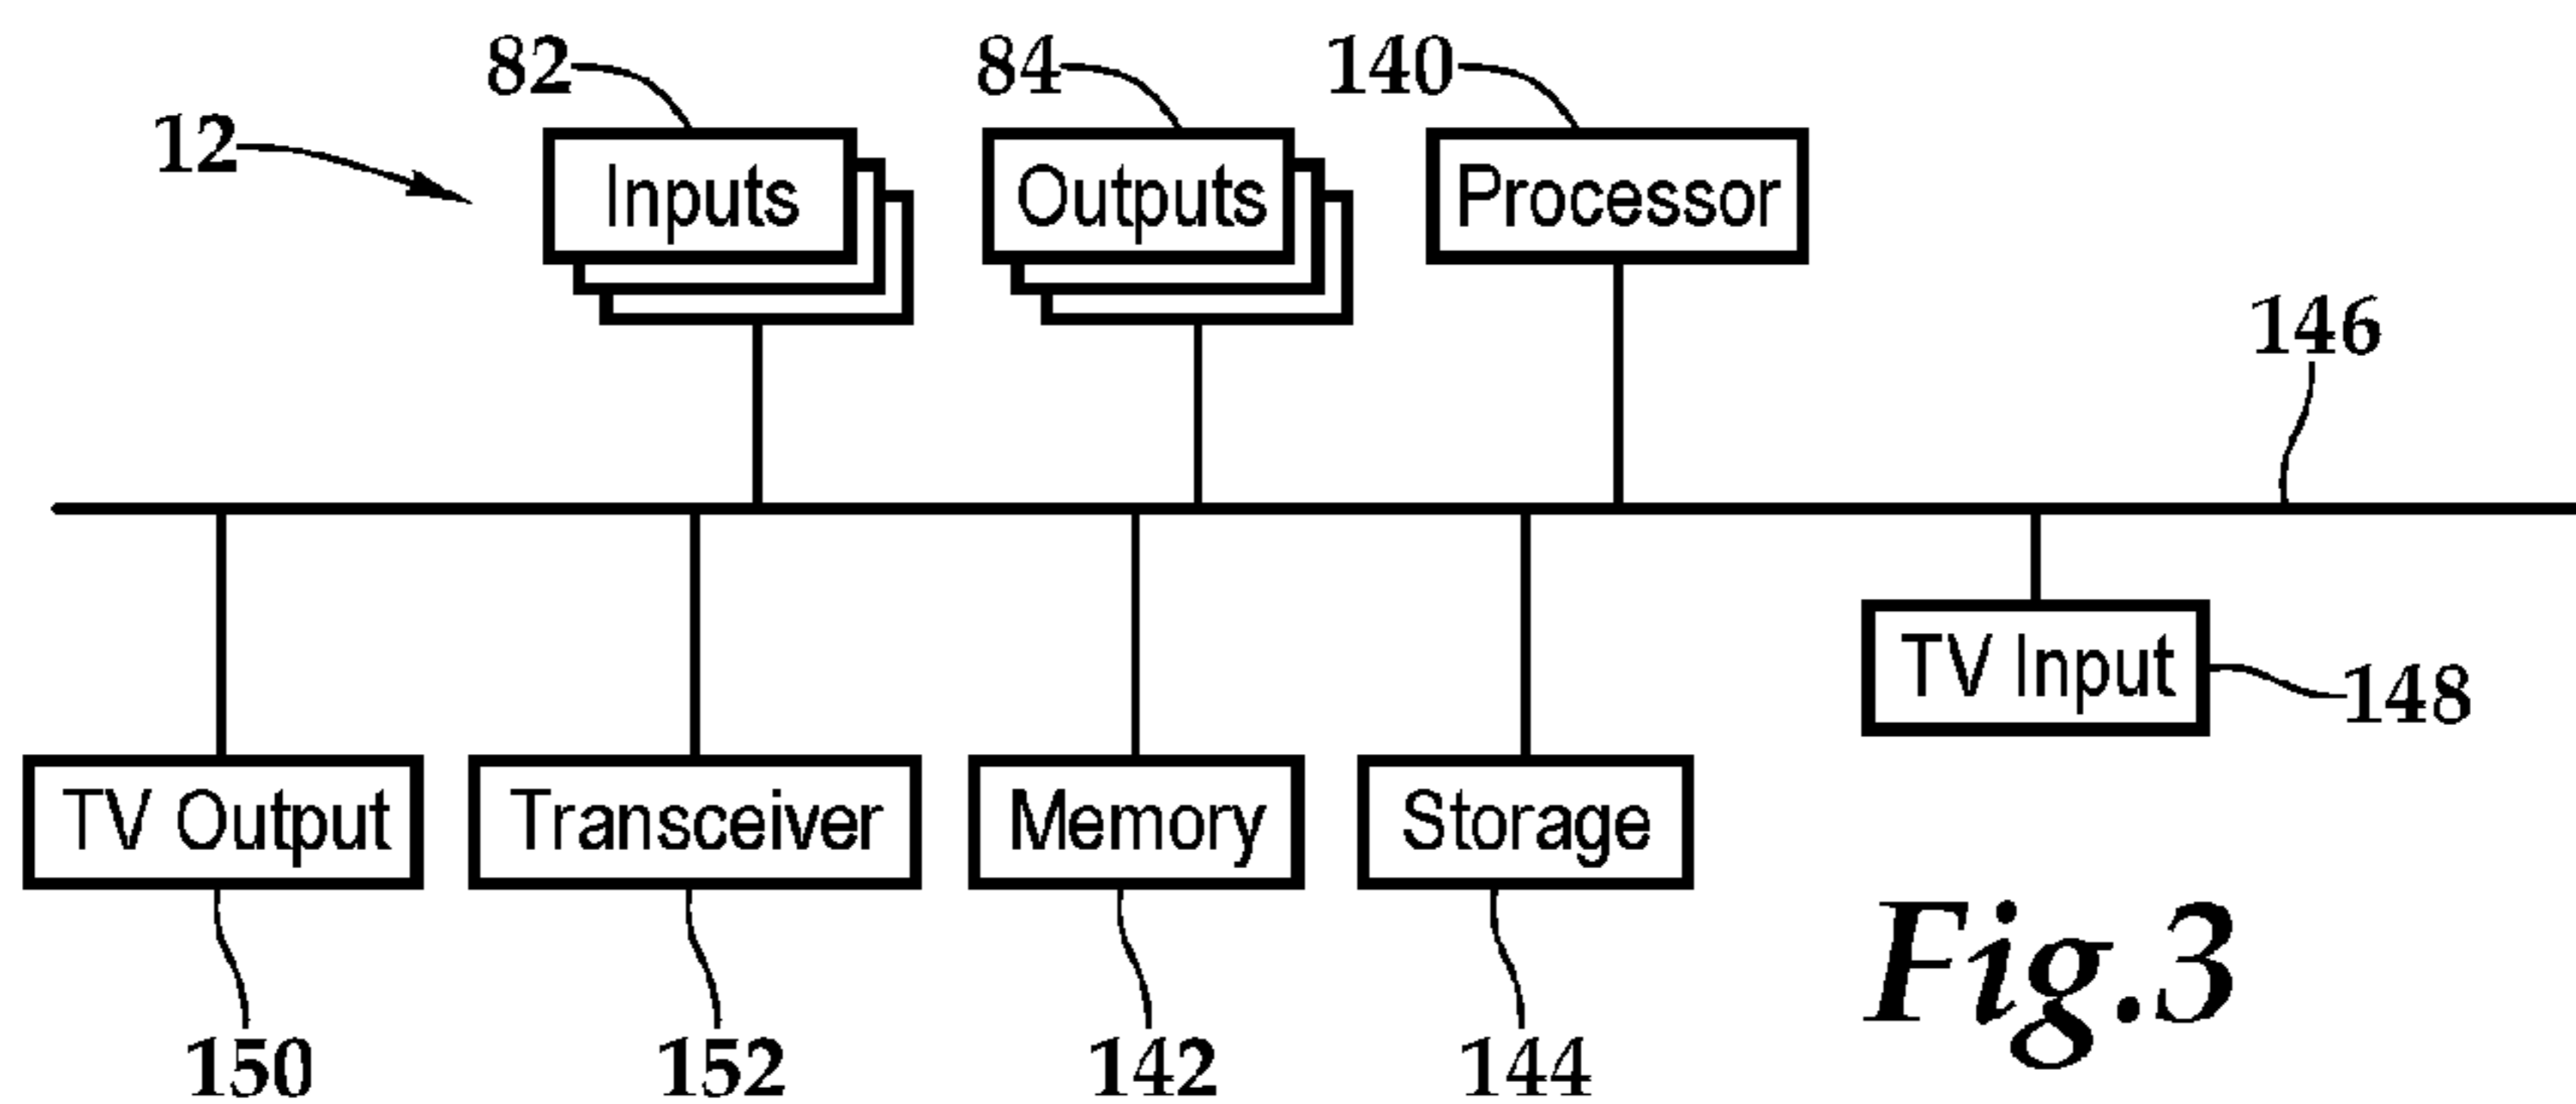 82 84 140
12
Inputs Outputs Processor
146
TV Input 148
TV Output Transceiver Memory Storage
Fig.3
150 152 142 144